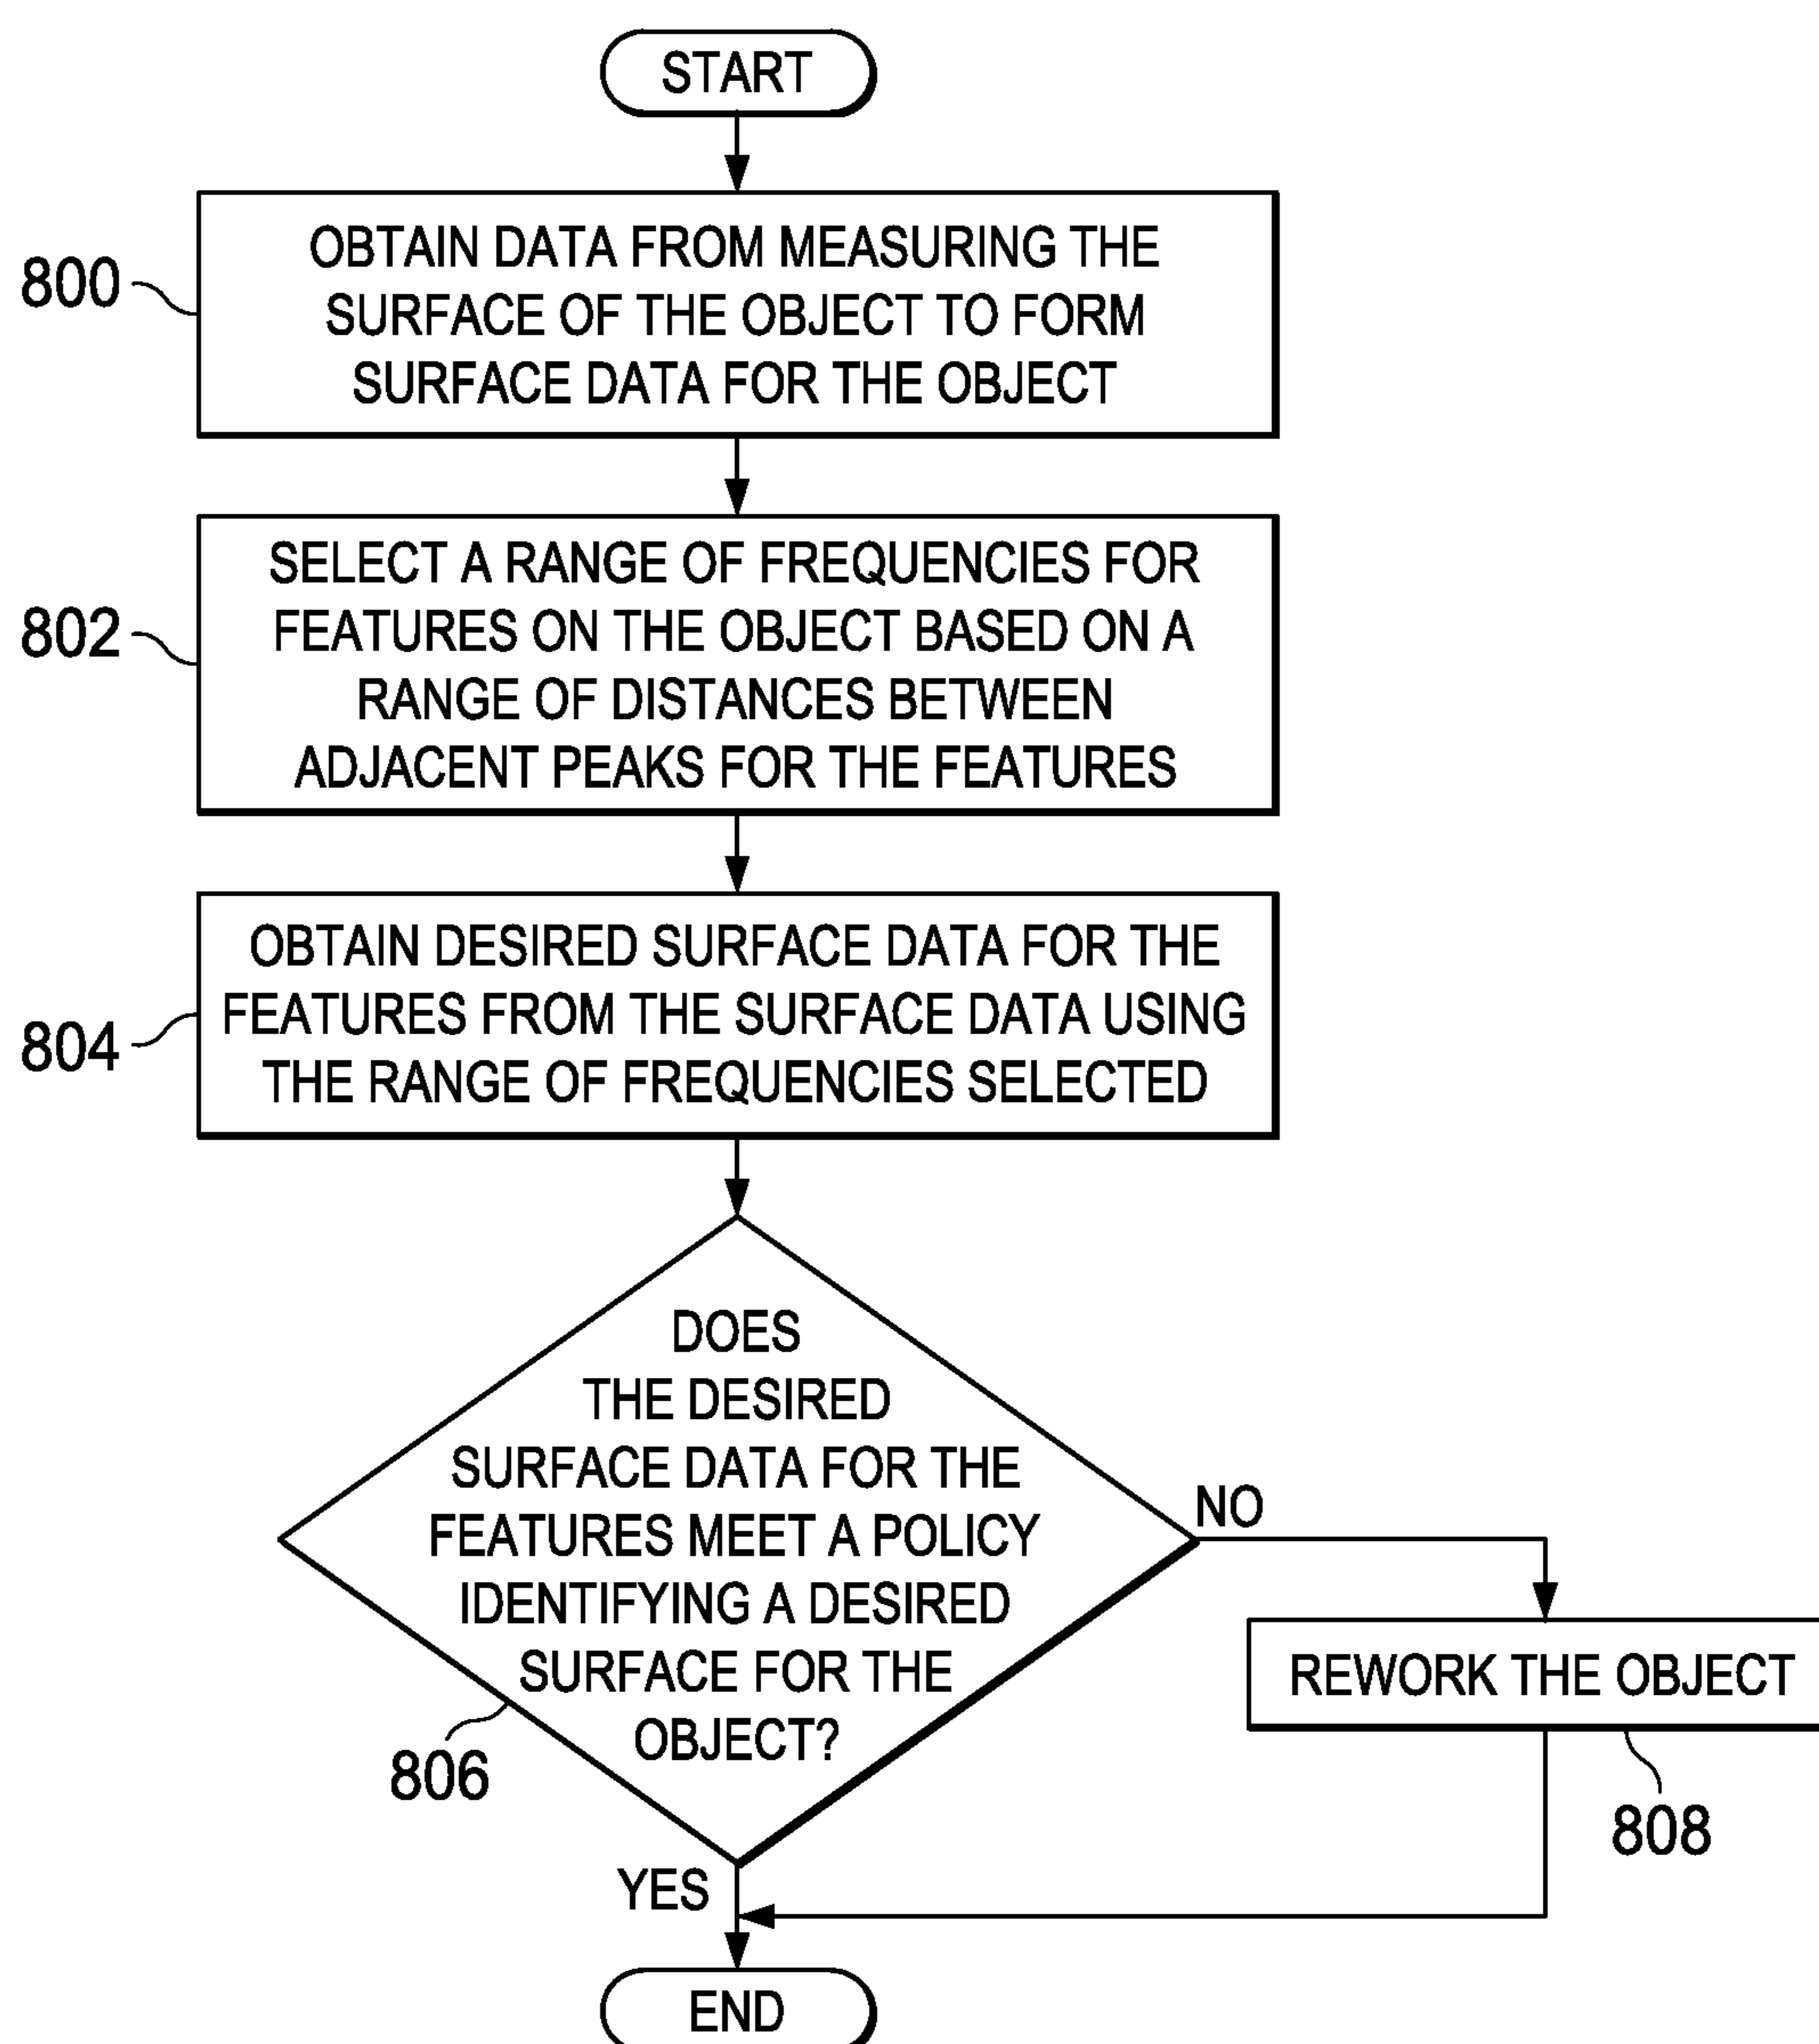 START
800
OBTAIN DATA FROM MEASURING THE
SURFACE OF THE OBJECT TO FORM
SURFACE DATA FOR THE OBJECT
802
SELECT A RANGE OF FREQUENCIES FOR
FEATURES ON THE OBJECT BASED ON A
RANGE OF DISTANCES BETWEEN
ADJACENT PEAKS FOR THE FEATURES
804
OBTAIN DESIRED SURFACE DATA FOR THE
FEATURES FROM THE SURFACE DATA USING
THE RANGE OF FREQUENCIES SELECTED
DOES
THE DESIRED
SURFACE DATA FOR THE
FEATURES MEET A POLICY
IDENTIFYING A DESIRED
SURFACE FOR THE
OBJECT?
806
NO
REWORK THE OBJECT
808
YES
END